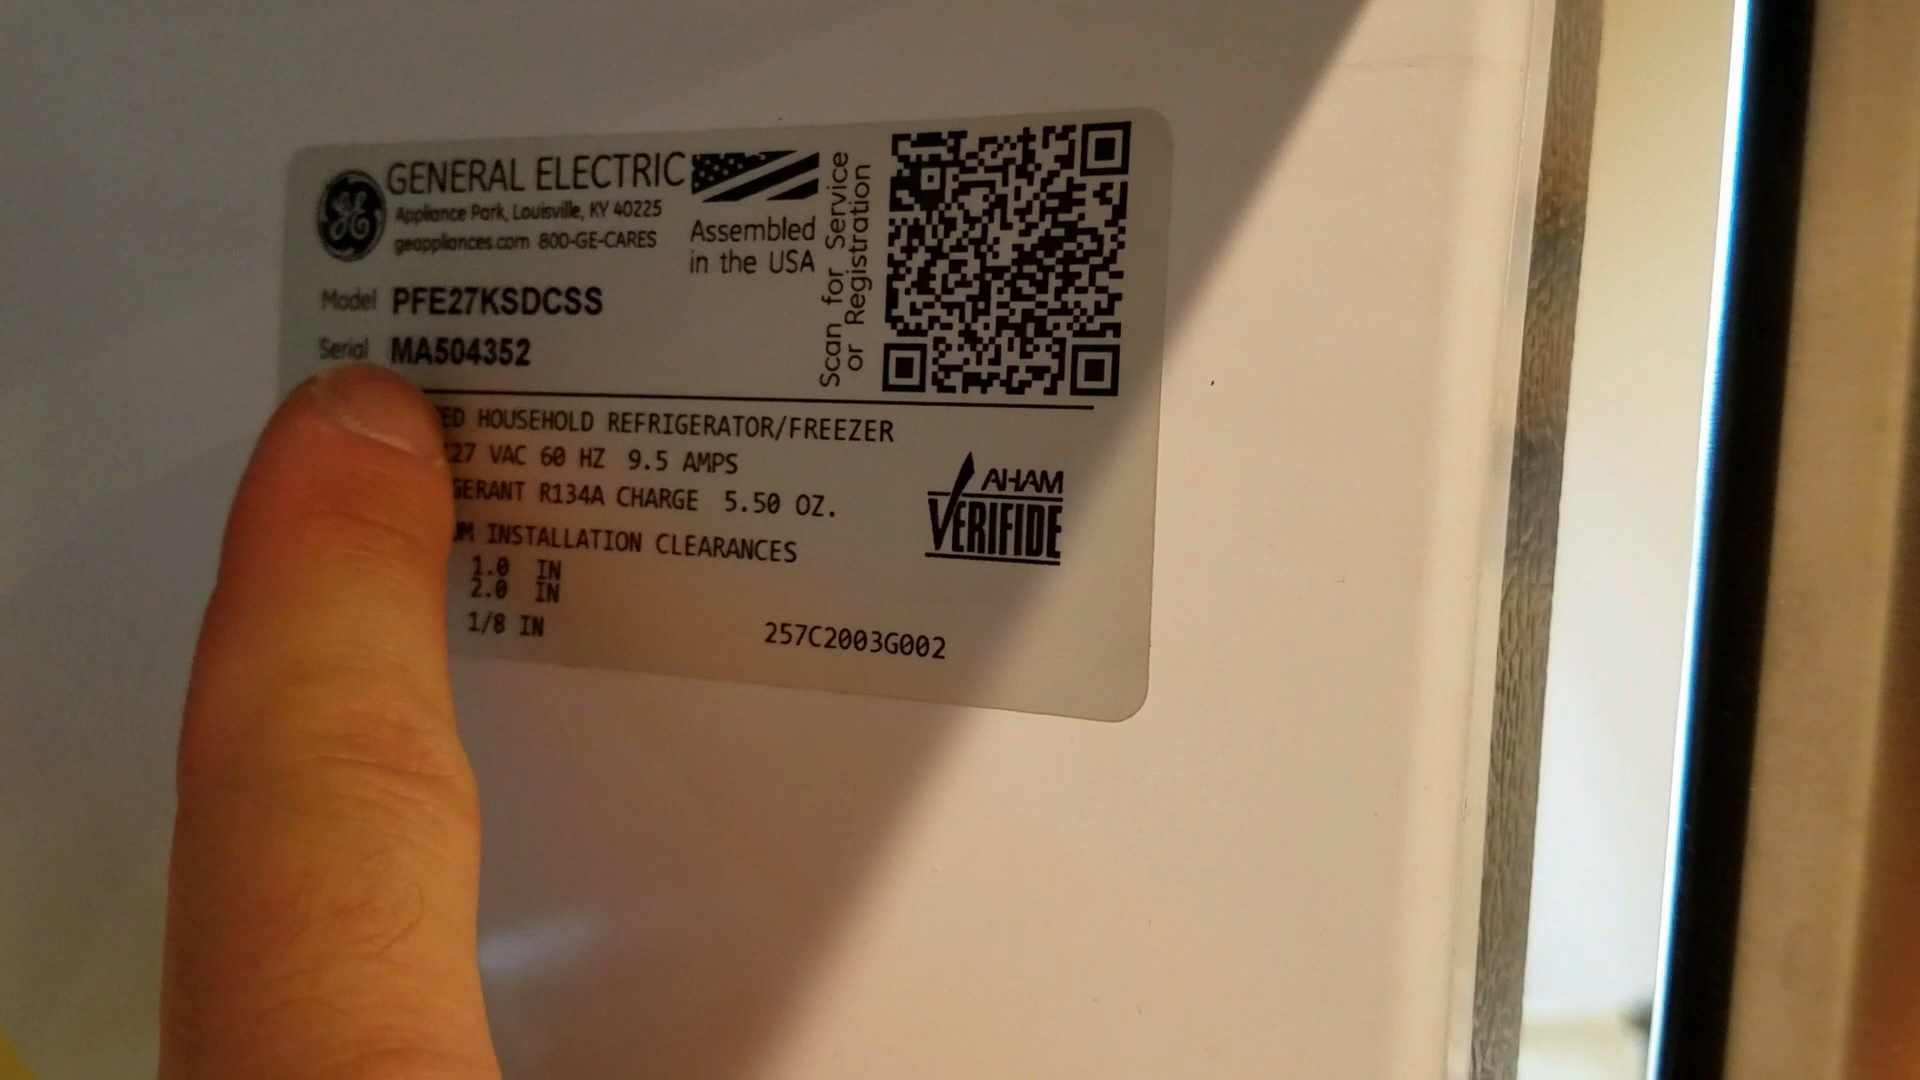 GE GENERAL ELECTRIC
Appliance Park, Louisville, KY 40225
geappliances.com 800-GE-CARES
Assembled
in the USA
Scan for Service
or Registration
Model PFE27KSDCSS
Serial MA504352
HOUSEHOLD REFRIGERATOR/FREEZER
VAC 60 HZ 9.5 AMPS
R134A CHARGE 5.50 OZ.
INSTALLATION CLEARANCES
1.0 IN
2.0 IN
1/8 IN
AHAM
VERIFIDE
257C2003G002